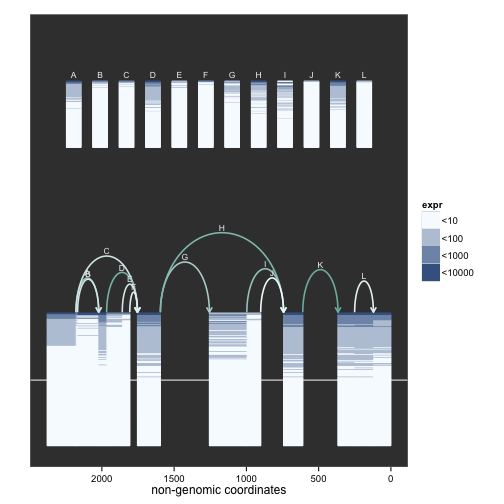 A B C D E F G H I J K L
H
C
G
D
I
K
B
E
J
L
expr
<10
<100
<1000
<10000
2000 1500 1000 500 0
non-genomic coordinates